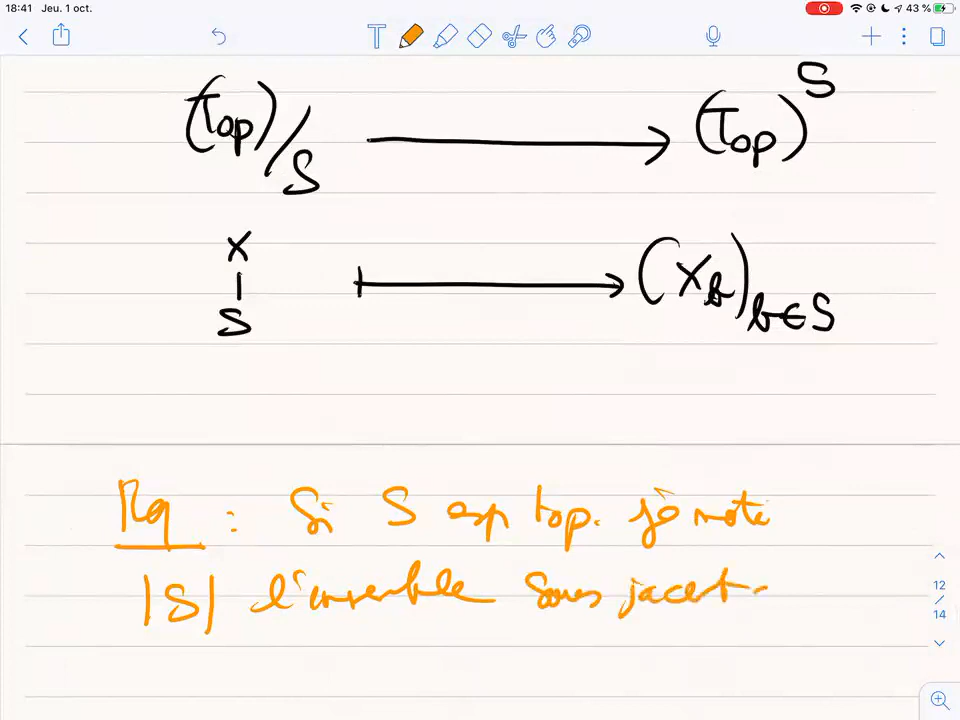 18:41 Jeu. 1 oct. 43 %
(Top)/S → (Top)^S
X
|
S ↦ (X_b)_{b∈S}
Rq : Si S esp top. je note
|S| l'ensemble sous jacent
12
/
14